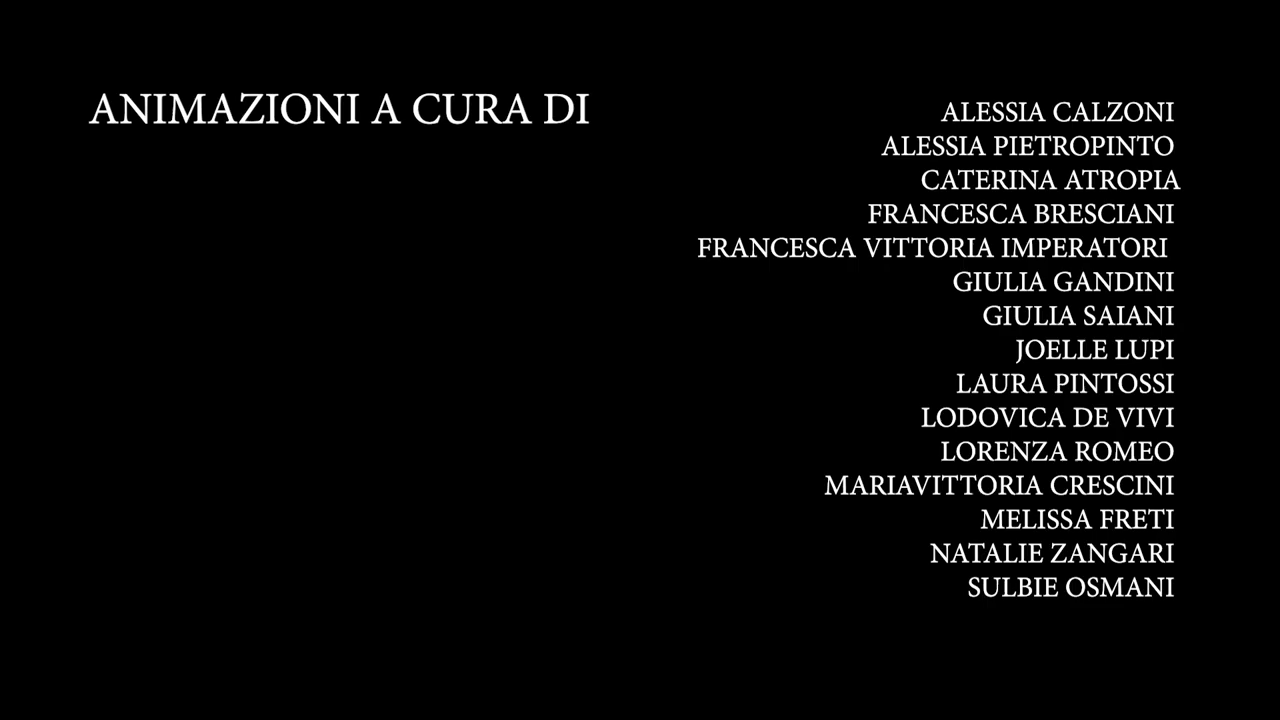 ANIMAZIONI A CURA DI
ALESSIA CALZONI
ALESSIA PIETROPINTO
CATERINA ATROPIA
FRANCESCA BRESCIANI
FRANCESCA VITTORIA IMPERATORI
GIULIA GANDINI
GIULIA SAIANI
JOELLE LUPI
LAURA PINTOSSI
LODOVICA DE VIVI
LORENZA ROMEO
MARIAVITTORIA CRESCINI
MELISSA FRETI
NATALIE ZANGARI
SULBIE OSMANI